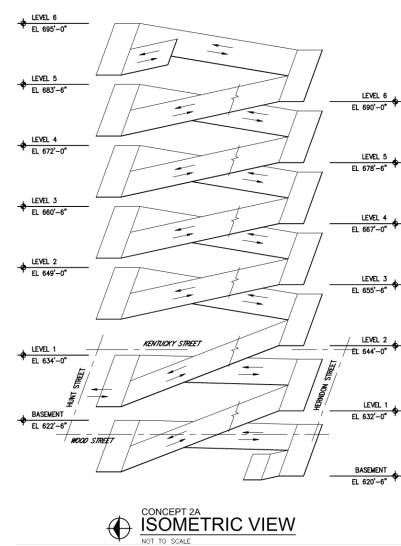 LEVEL 6
EL 695'-0"
LEVEL 5
EL 683'-6"
LEVEL 6
EL 690'-0"
LEVEL 4
EL 672'-0"
LEVEL 5
EL 678'-6"
LEVEL 3
EL 660'-6"
LEVEL 4
EL 667'-0"
LEVEL 2
EL 649'-0"
LEVEL 3
EL 655'-6"
KENTUCKY STREET
LEVEL 2
EL 644'-0"
LEVEL 1
EL 634'-0"
HUNT STREET
HERNDON STREET
LEVEL 1
EL 632'-0"
BASEMENT
EL 622'-6"
WOOD STREET
BASEMENT
EL 620'-6"
CONCEPT 2A
ISOMETRIC VIEW
NOT TO SCALE